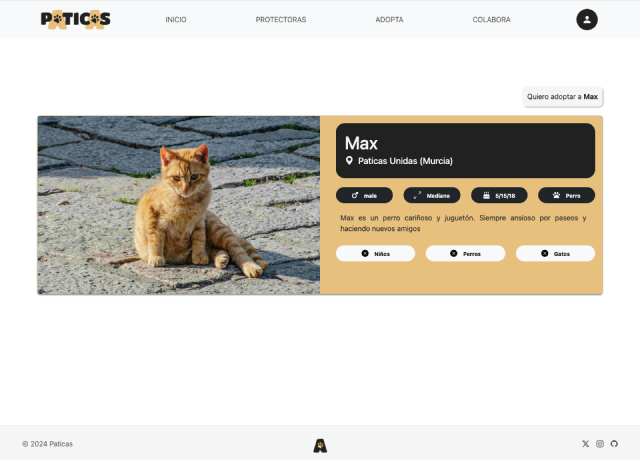 PATICAS
INICIO
PROTECTORAS
ADOPTA
COLABORA
Quiero adoptar a Max
Max
Paticas Unidas (Murcia)
male
Mediano
5/15/18
Perro
Max es un perro cariñoso y juguetón. Siempre ansioso por paseos y
haciendo nuevos amigos
Niños
Perros
Gatos
© 2024 Paticas